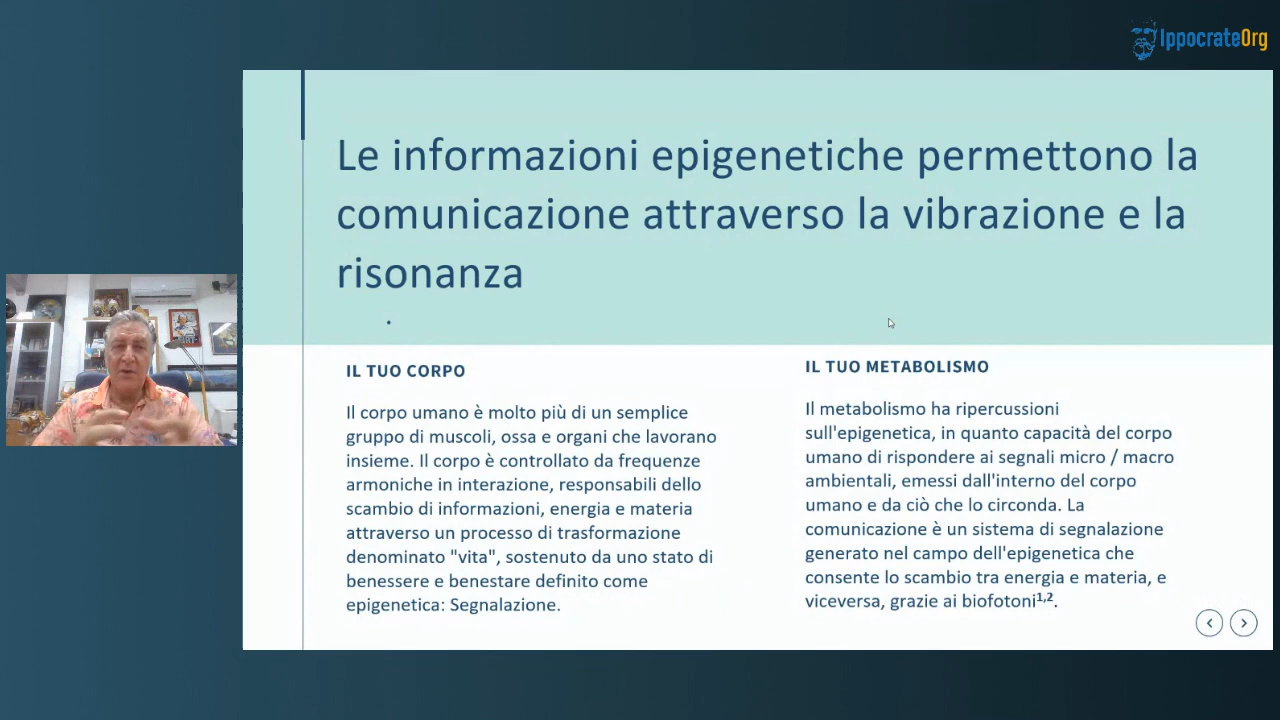 IppocrateOrg
Le informazioni epigenetiche permettono la
comunicazione attraverso la vibrazione e la
risonanza
IL TUO CORPO
Il corpo umano è molto più di un semplice
gruppo di muscoli, ossa e organi che lavorano
insieme. Il corpo è controllato da frequenze
armoniche in interazione, responsabili dello
scambio di informazioni, energia e materia
attraverso un processo di trasformazione
denominato "vita", sostenuto da uno stato di
benessere e benestare definito come
epigenetica: Segnalazione.
IL TUO METABOLISMO
Il metabolismo ha ripercussioni
sull'epigenetica, in quanto capacità del corpo
umano di rispondere ai segnali micro / macro
ambientali, emessi dall'interno del corpo
umano e da ciò che lo circonda. La
comunicazione è un sistema di segnalazione
generato nel campo dell'epigenetica che
consente lo scambio tra energia e materia, e
viceversa, grazie ai biofotoni1,2.